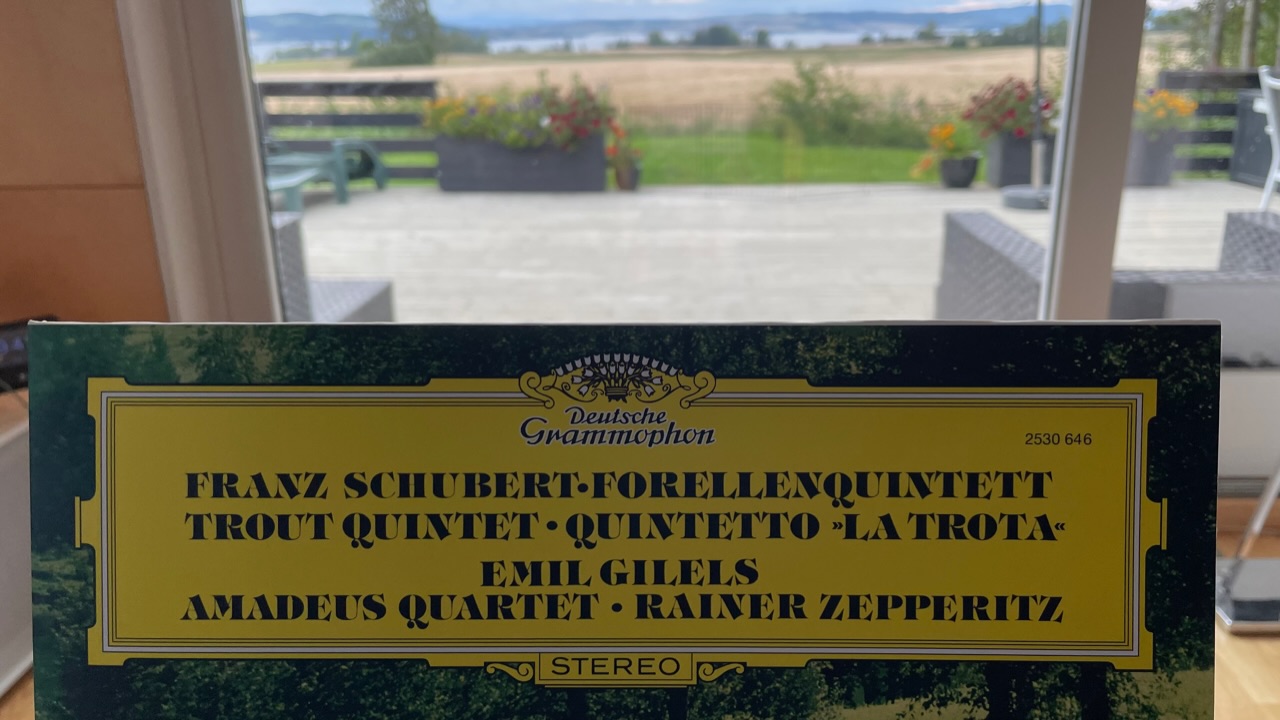 Deutsche
Grammophon
2530 646
FRANZ SCHUBERT•FORELLENQUINTETT
TROUT QUINTET • QUINTETTO »LA TROTA«
EMIL GILELS
AMADEUS QUARTET • RAINER ZEPPERITZ
STEREO